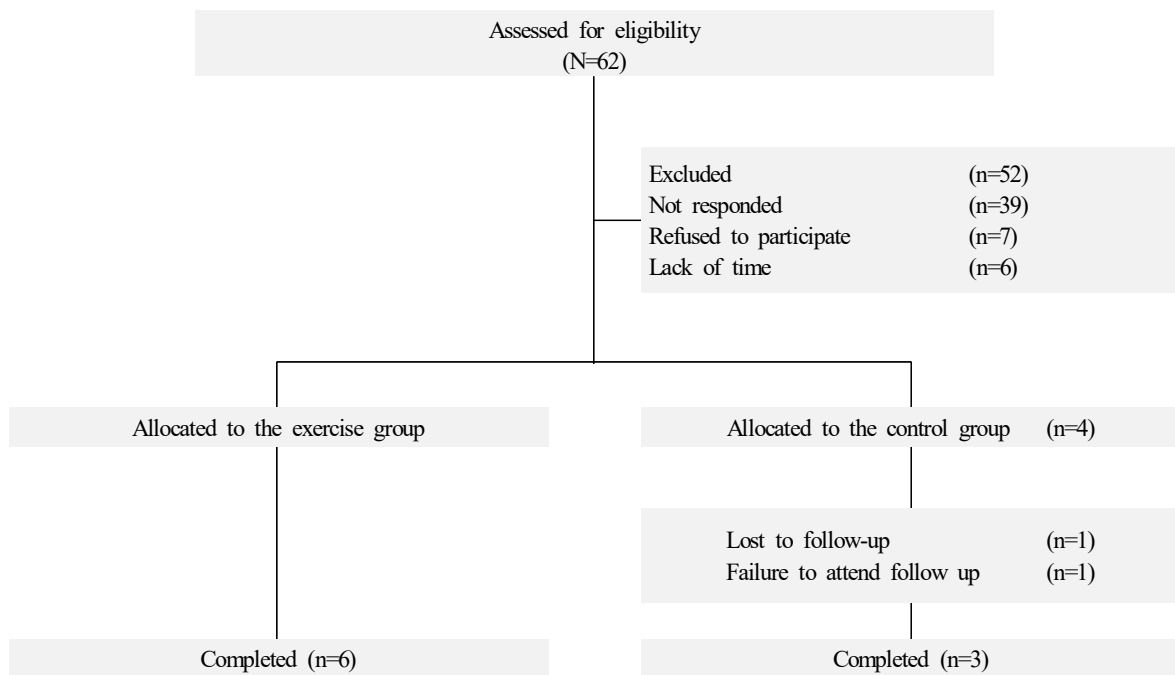 Assessed for eligibility
(N=62)
Excluded (n=52)
Not responded (n=39)
Refused to participate (n=7)
Lack of time (n=6)
Allocated to the exercise group
Allocated to the control group (n=4)
Lost to follow-up (n=1)
Failure to attend follow up (n=1)
Completed (n=6)
Completed (n=3)